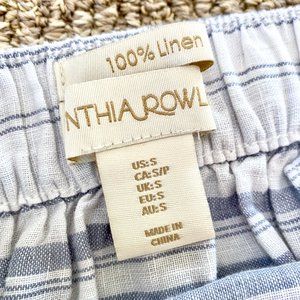 100% Linen
NTHIA ROWL
US:S
CA:S/P
UK:S
EU:S
AU:S
MADE IN
CHINA